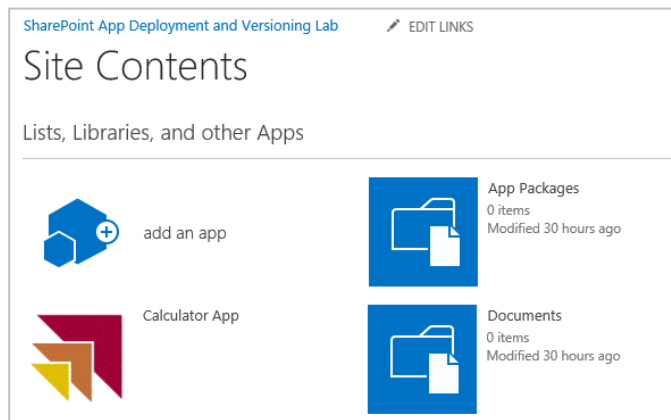 SharePoint App Deployment and Versioning Lab
EDIT LINKS
Site Contents
Lists, Libraries, and other Apps
add an app
App Packages
0 items
Modified 30 hours ago
Calculator App
Documents
0 items
Modified 30 hours ago